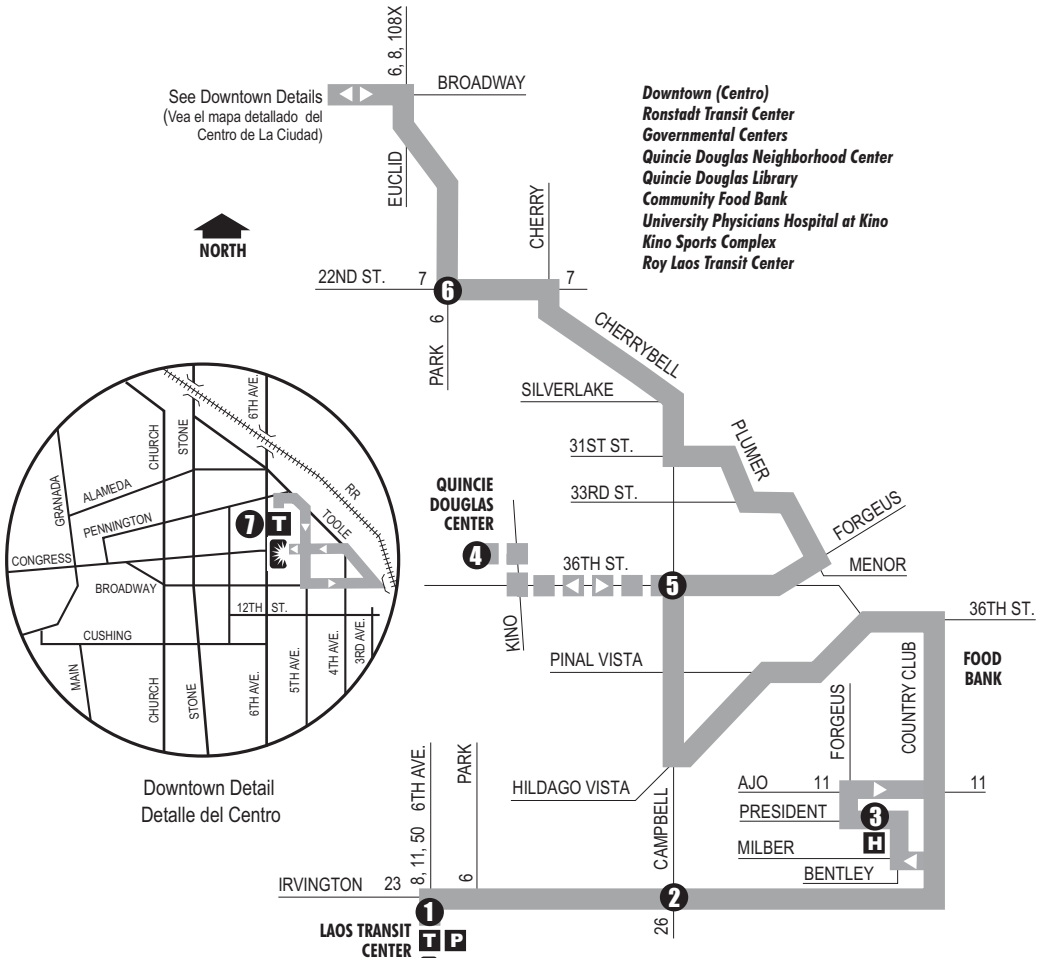 6, 8, 108X
BROADWAY
See Downtown Details
(Vea el mapa detallado del
Centro de La Ciudad)
EUCLID
Downtown (Centro)
Ronstadt Transit Center
Governmental Centers
Quincie Douglas Neighborhood Center
Quincie Douglas Library
Community Food Bank
University Physicians Hospital at Kino
Kino Sports Complex
Roy Laos Transit Center
NORTH
CHERRY
22ND ST.
7
6
7
6
PARK
CHERRYBELL
SILVERLAKE
31ST ST.
PLUMER
33RD ST.
FORGEUS
QUINCIE
DOUGLAS
CENTER
4
36TH ST.
5
MENOR
KINO
36TH ST.
PINAL VISTA
FOOD
BANK
COUNTRY CLUB
FORGEUS
HILDAGO VISTA
AJO
11
11
PRESIDENT
3
H
MILBER
BENTLEY
CAMPBELL
2
26
6TH AVE.
8, 11, 50
PARK
6
IRVINGTON
23
1
LAOS TRANSIT
CENTER
T P
CHURCH
STONE
6TH AVE.
RR
GRANADA
ALAMEDA
PENNINGTON
7
T
TOOLE
CONGRESS
BROADWAY
12TH ST.
CUSHING
MAIN
CHURCH
STONE
6TH AVE.
5TH AVE.
4TH AVE.
3RD AVE.
Downtown Detail
Detalle del Centro